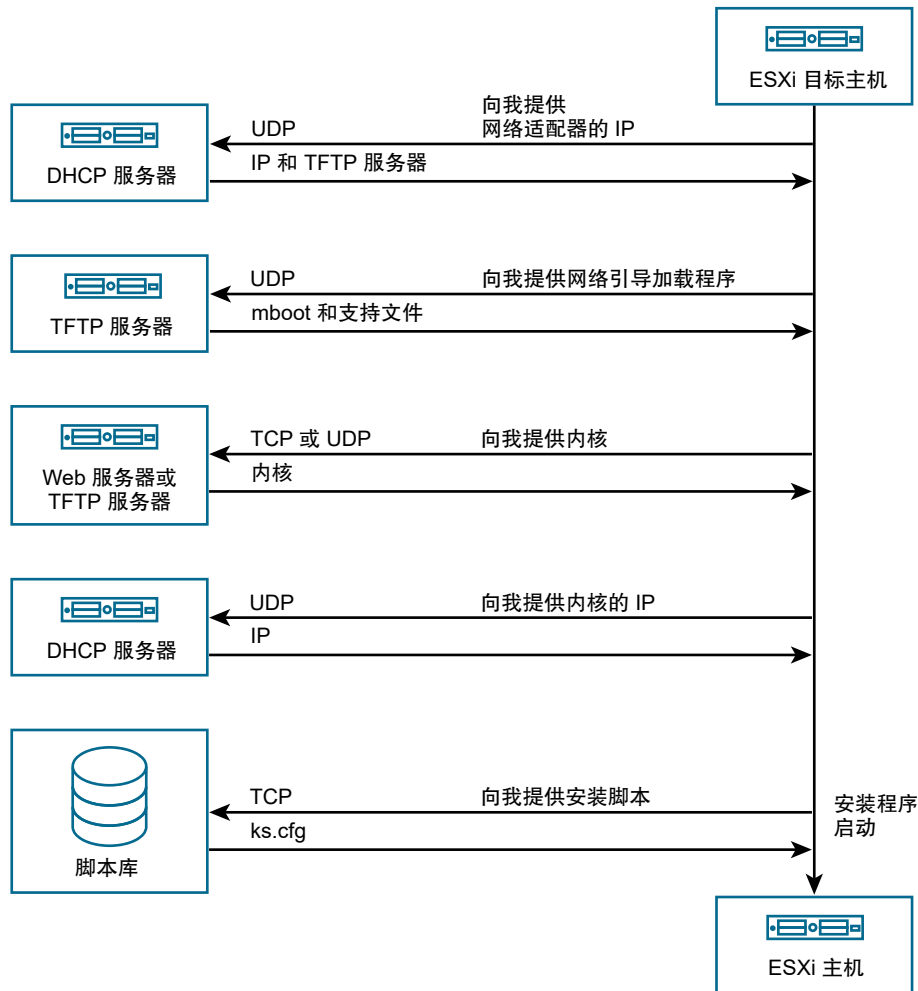 ESXi 目标主机
向我提供
网络适配器的 IP
UDP
IP 和 TFTP 服务器
DHCP 服务器
UDP
向我提供网络引导加载程序
mboot 和支持文件
TFTP 服务器
TCP 或 UDP
向我提供内核
内核
Web 服务器或
TFTP 服务器
UDP
向我提供内核的 IP
IP
DHCP 服务器
TCP
向我提供安装脚本
ks.cfg
脚本库
安装程序
启动
ESXi 主机